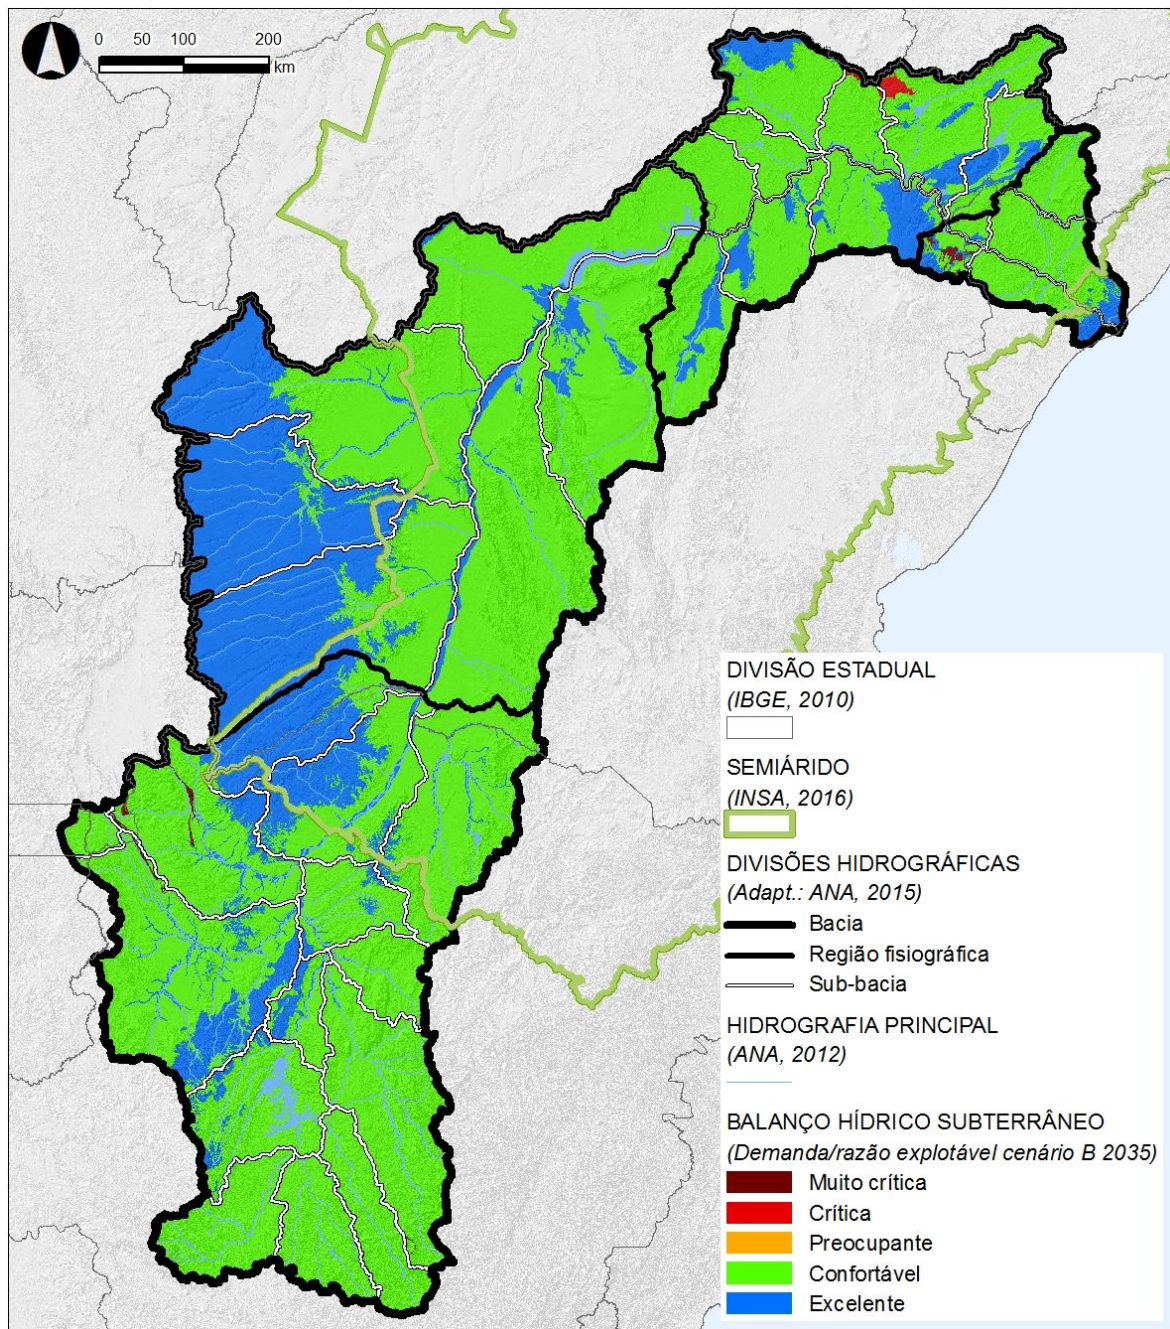 0 50 100 200
km
DIVISÃO ESTADUAL
(IBGE, 2010)
SEMIÁRIDO
(INSA, 2016)
DIVISÕES HIDROGRÁFICAS
(Adapt.: ANA, 2015)
Bacia
Região fisiográfica
Sub-bacia
HIDROGRAFIA PRINCIPAL
(ANA, 2012)
BALANÇO HÍDRICO SUBTERRÂNEO
(Demanda/razão explotável cenário B 2035)
Muito crítica
Crítica
Preocupante
Confortável
Excelente